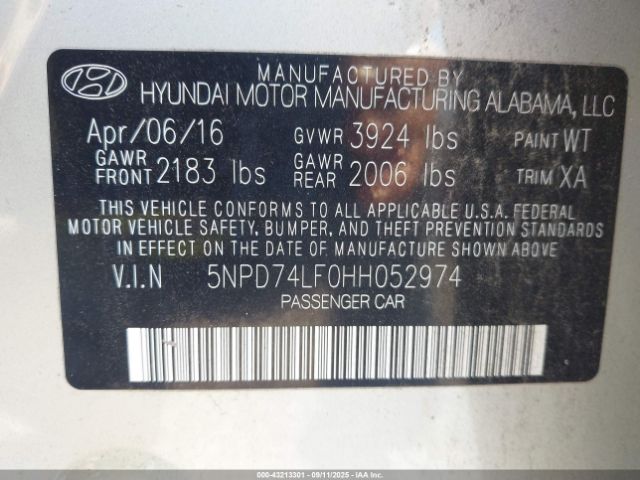 MANUFACTURED BY
HYUNDAI MOTOR MANUFACTURING ALABAMA, LLC
Apr/06/16 GVWR 3924 lbs PAINT WT
GAWR FRONT 2183 lbs GAWR REAR 2006 lbs TRIM XA
THIS VEHICLE CONFORMS TO ALL APPLICABLE U.S.A. FEDERAL
MOTOR VEHICLE SAFETY, BUMPER, AND THEFT PREVENTION STANDARDS
IN EFFECT ON THE DATE OF MANUFACTURE SHOWN ABOVE.
V.I.N 5NPD74LF0HH052974
PASSENGER CAR
000-43213301 - 09/11/2025 - IAAI.COM